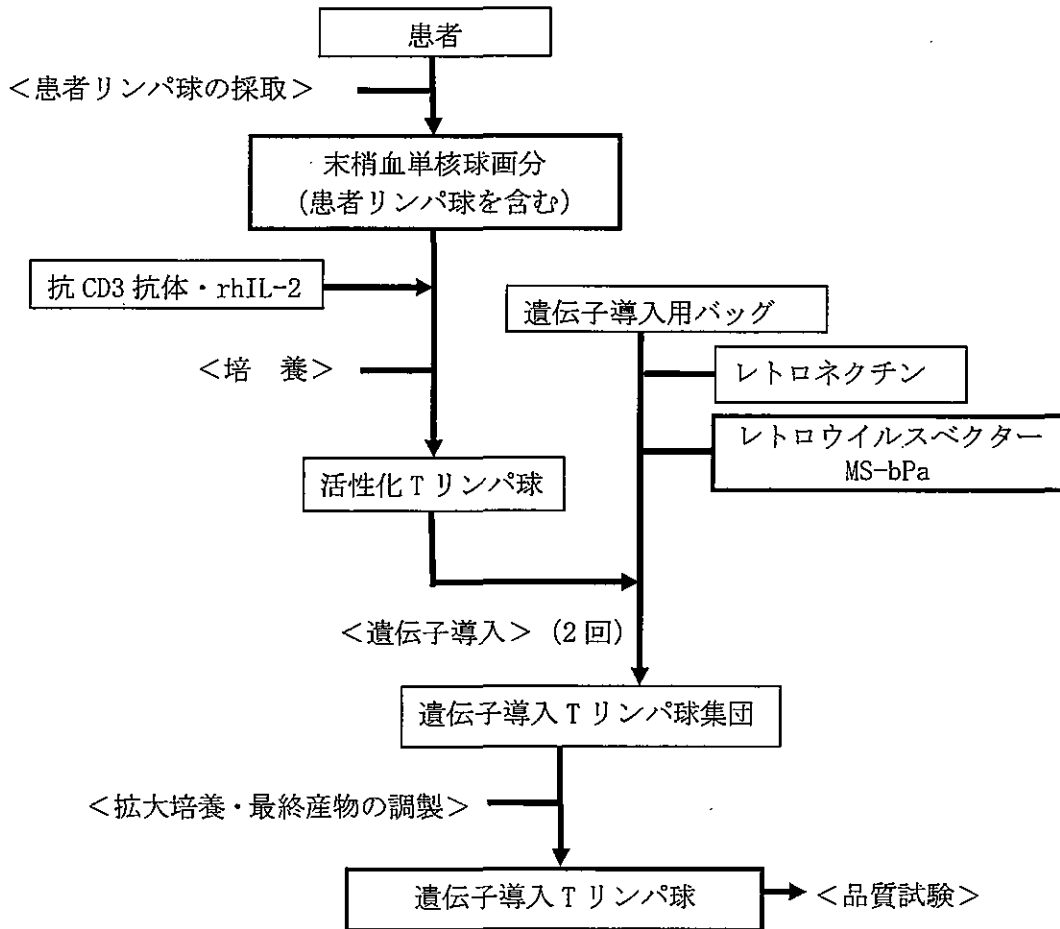 患者
＜患者リンパ球の採取＞
末梢血単核球画分
(患者リンパ球を含む)
抗 CD3 抗体・rhIL-2
遺伝子導入用バッグ
＜培　養＞
レトロネクチン
レトロウイルスベクター
MS-bPa
活性化 T リンパ球
＜遺伝子導入＞ (2 回)
遺伝子導入 T リンパ球集団
＜拡大培養・最終産物の調製＞
遺伝子導入 T リンパ球
＜品質試験＞